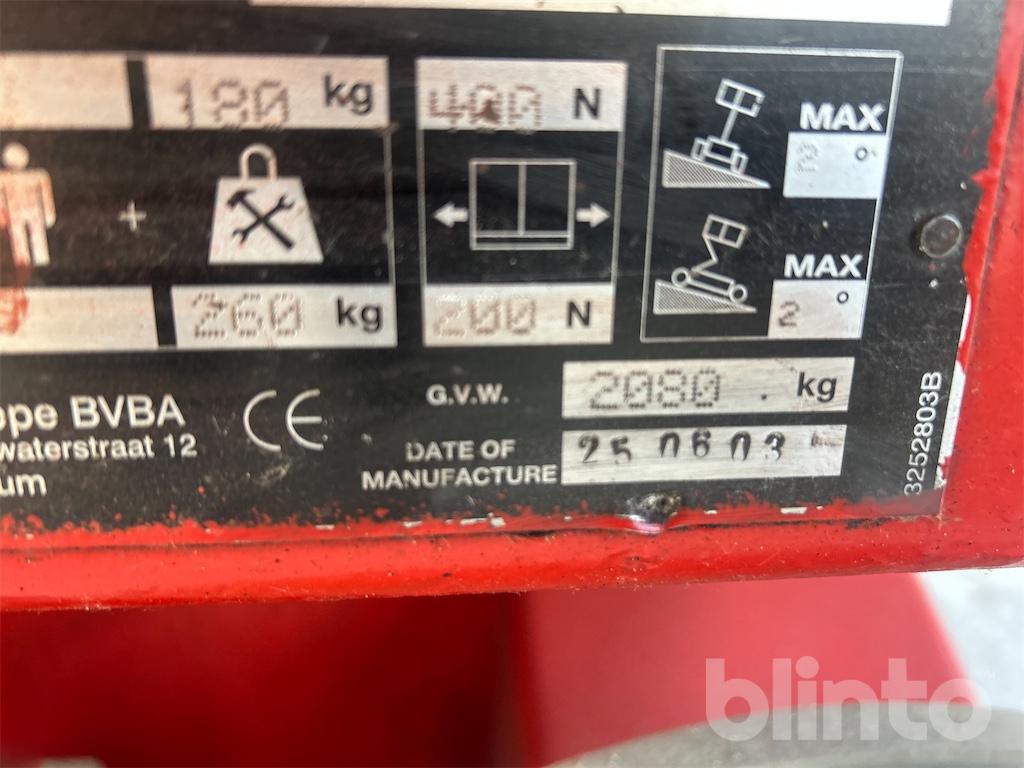 180 kg
400 N
MAX
2 °
+
MAX
2 °
260 kg
200 N
ope BVBA
CE
G.V.W.
2080 kg
waterstraat 12
um
DATE OF
MANUFACTURE
250603
3252803B
blinto